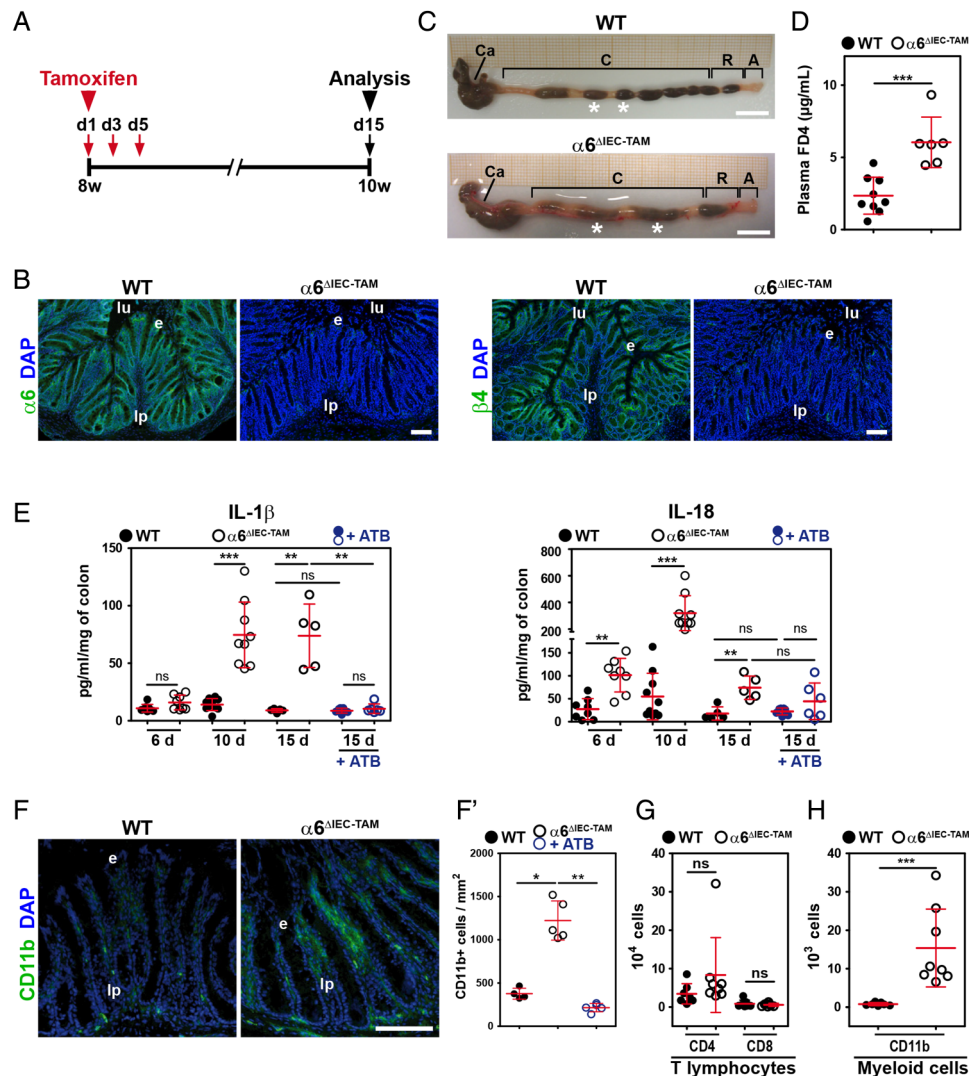 A
Tamoxifen
Analysis
d1 d3 d5
d15
8w
10w
C
WT
Ca
C
R
A
* *
α6ΔIEC-TAM
Ca
C
R
A
* *
D
WT α6ΔIEC-TAM
Plasma FD4 (µg/mL)
***
10
5
0
B
WT
α6ΔIEC-TAM
α6 DAP
lu
e
lp
lu
e
lp
WT
α6ΔIEC-TAM
β4 DAP
lu
e
lp
lu
e
lp
E
IL-1β
WT α6ΔIEC-TAM + ATB
pg/ml/mg of colon
150
100
50
0
ns
***
**
**
ns
ns
6 d 10 d 15 d 15 d
+ ATB
IL-18
WT α6ΔIEC-TAM + ATB
pg/ml/mg of colon
800
600
400
200
200
150
100
50
0
**
***
ns
ns
**
ns
6 d 10 d 15 d 15 d
+ ATB
F
WT
α6ΔIEC-TAM
CD11b DAP
e
lp
e
lp
F'
WT α6ΔIEC-TAM
+ ATB
CD11b+ cells / mm2
2000
1500
1000
500
0
* **
G
WT α6ΔIEC-TAM
10⁴ cells
40
30
20
10
0
ns
ns
CD4 CD8
T lymphocytes
H
WT α6ΔIEC-TAM
10³ cells
40
30
20
10
0
***
CD11b
Myeloid cells